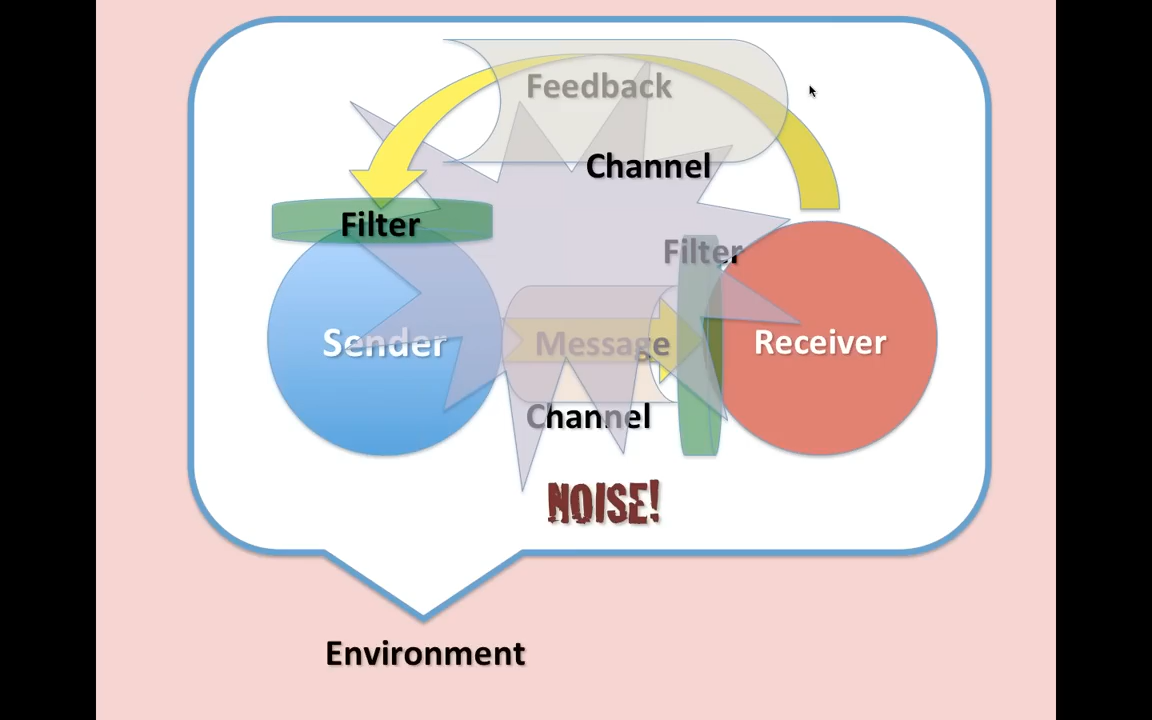 Feedback
Channel
Filter
Filter
Sender
Message
Receiver
Channel
NOISE!
Environment